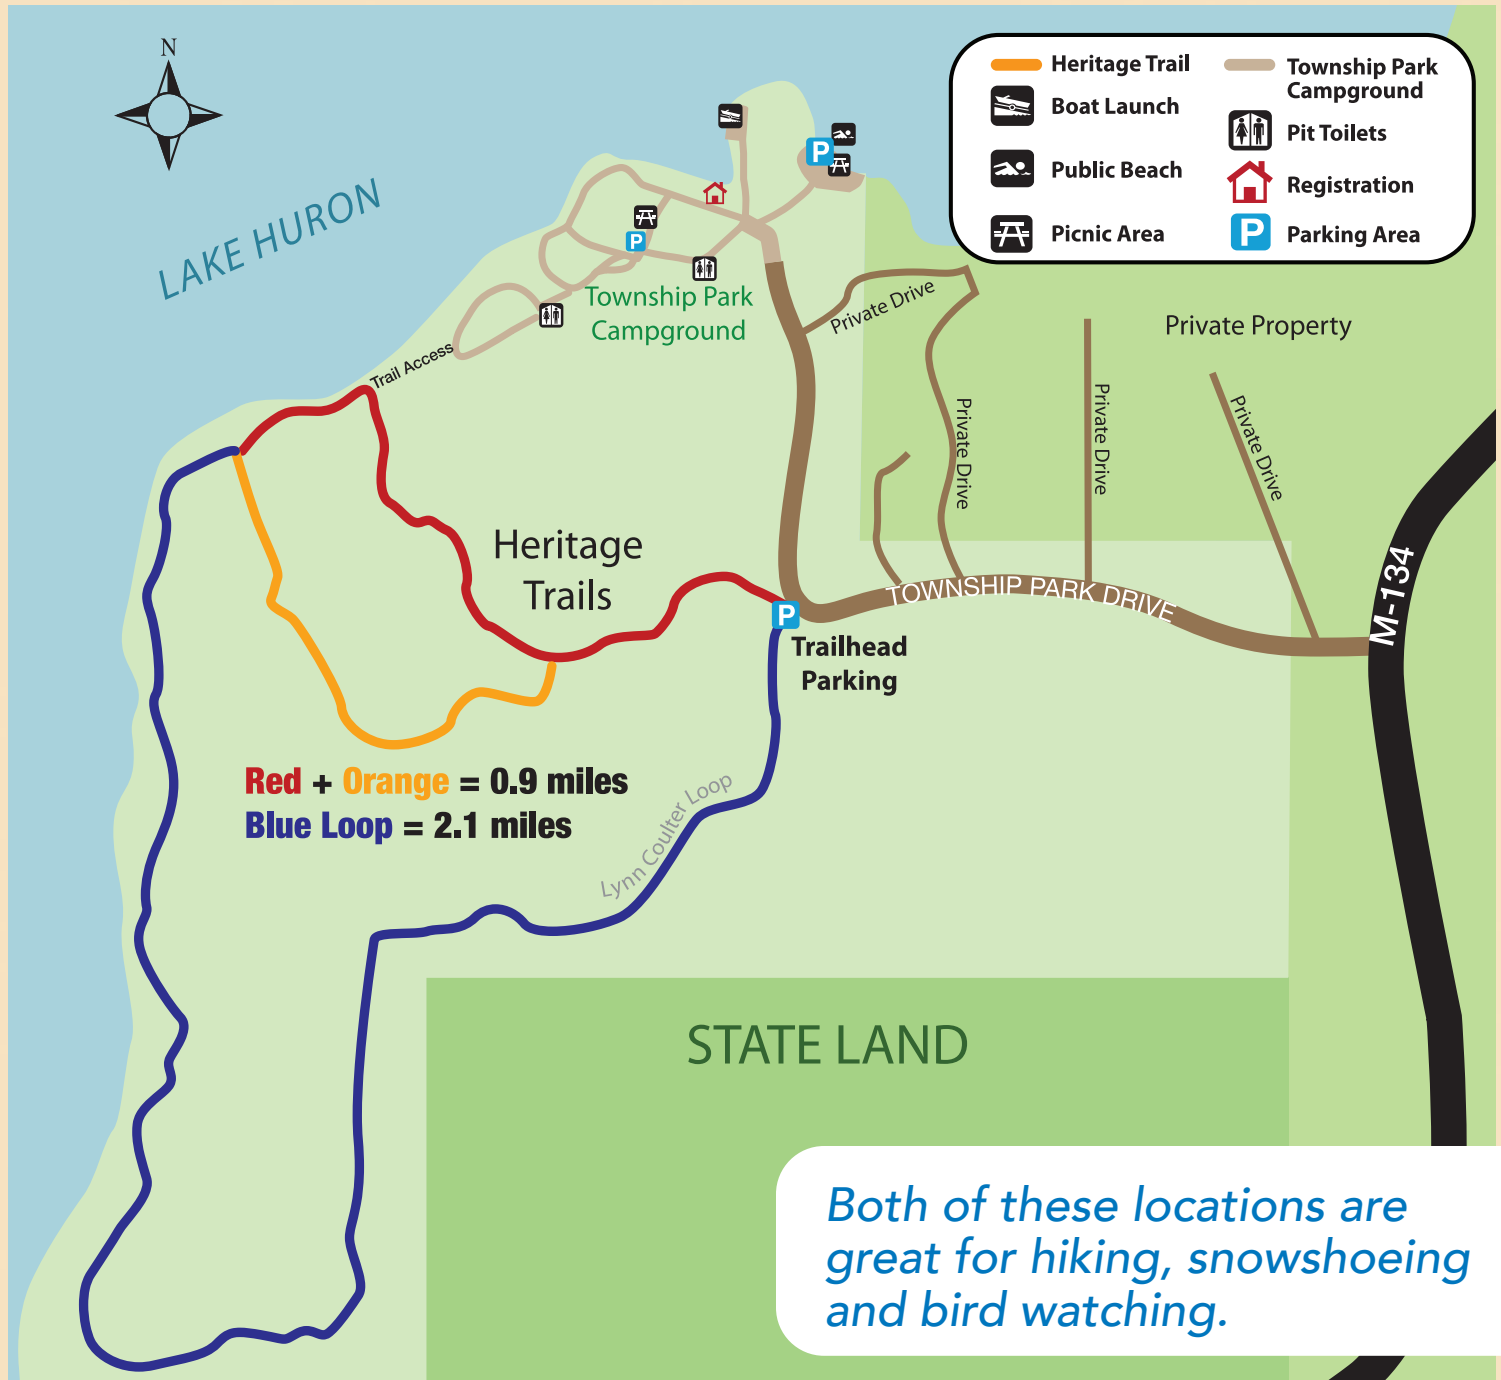 N
LAKE HURON
Heritage Trail
Boat Launch
Public Beach
Picnic Area
Township Park
Campground
Pit Toilets
Registration
P
Parking Area
P
P
Township Park
Campground
Trail Access
Private Drive
Private Property
Private Drive
Private Drive
Private Drive
M-134
Heritage
Trails
TOWNSHIP PARK DRIVE
P
Trailhead
Parking
Red + Orange = 0.9 miles
Blue Loop = 2.1 miles
Lynn Coulter Loop
STATE LAND
Both of these locations are
great for hiking, snowshoeing
and bird watching.